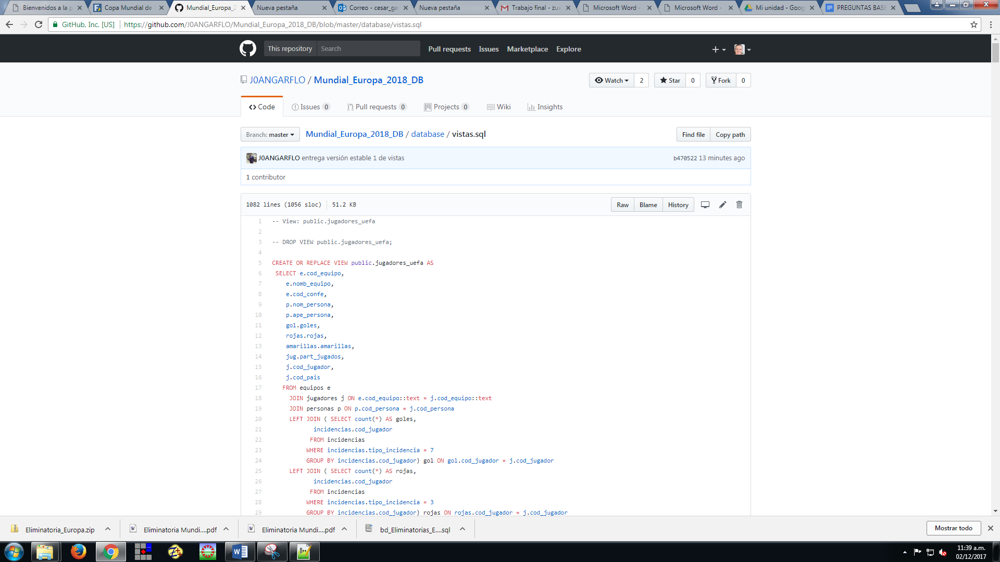 Bienvenidos a la p
Copa Mundial de
Mundial_Europa_2
Nueva pestaña
Correo - cesar_ga
Nueva pestaña
Trabajo final - zux
Microsoft Word -
Microsoft Word -
Mi unidad - Goog
PREGUNTAS BASE
GitHub, Inc. [US]
https://github.com/J0ANGARFLO/Mundial_Europa_2018_DB/blob/master/database/vistas.sql
This repository Search Pull requests Issues Marketplace Explore
J0ANGARFLO / Mundial_Europa_2018_DB
Watch 2 Star 0 Fork 0
Code Issues 0 Pull requests 0 Projects 0 Wiki Insights
Branch: master Mundial_Europa_2018_DB / database / vistas.sql Find file Copy path
J0ANGARFLO entrega versión estable 1 de vistas b470522 13 minutes ago
1 contributor
1082 lines (1056 sloc) 51.2 KB Raw Blame History
1 -- View: public.jugadores_uefa
2
3 -- DROP VIEW public.jugadores_uefa;
4
5 CREATE OR REPLACE VIEW public.jugadores_uefa AS
6 SELECT e.cod_equipo,
7 e.nomb_equipo,
8 e.cod_confe,
9 p.nom_persona,
10 p.ape_persona,
11 gol.goles,
12 rojas.rojas,
13 amarillas.amarillas,
14 jug.part_jugados,
15 j.cod_jugador,
16 j.cod_pais
17 FROM equipos e
18 JOIN jugadores j ON e.cod_equipo::text = j.cod_equipo::text
19 JOIN personas p ON p.cod_persona = j.cod_persona
20 LEFT JOIN ( SELECT count(*) AS goles,
21 incidencias.cod_jugador
22 FROM incidencias
23 WHERE incidencias.tipo_incidencia = 7
24 GROUP BY incidencias.cod_jugador) gol ON gol.cod_jugador = j.cod_jugador
25 LEFT JOIN ( SELECT count(*) AS rojas,
26 incidencias.cod_jugador
27 FROM incidencias
28 WHERE incidencias.tipo_incidencia = 3
29 GROUP BY incidencias.cod_jugador) rojas ON rojas.cod_jugador = j.cod_jugador
Eliminatoria_Europa.zip
Eliminatoria Mundi....pdf
Eliminatoria Mundi....pdf
bd_Eliminatorias_E....sql
Mostrar todo
11:39 a.m.
02/12/2017